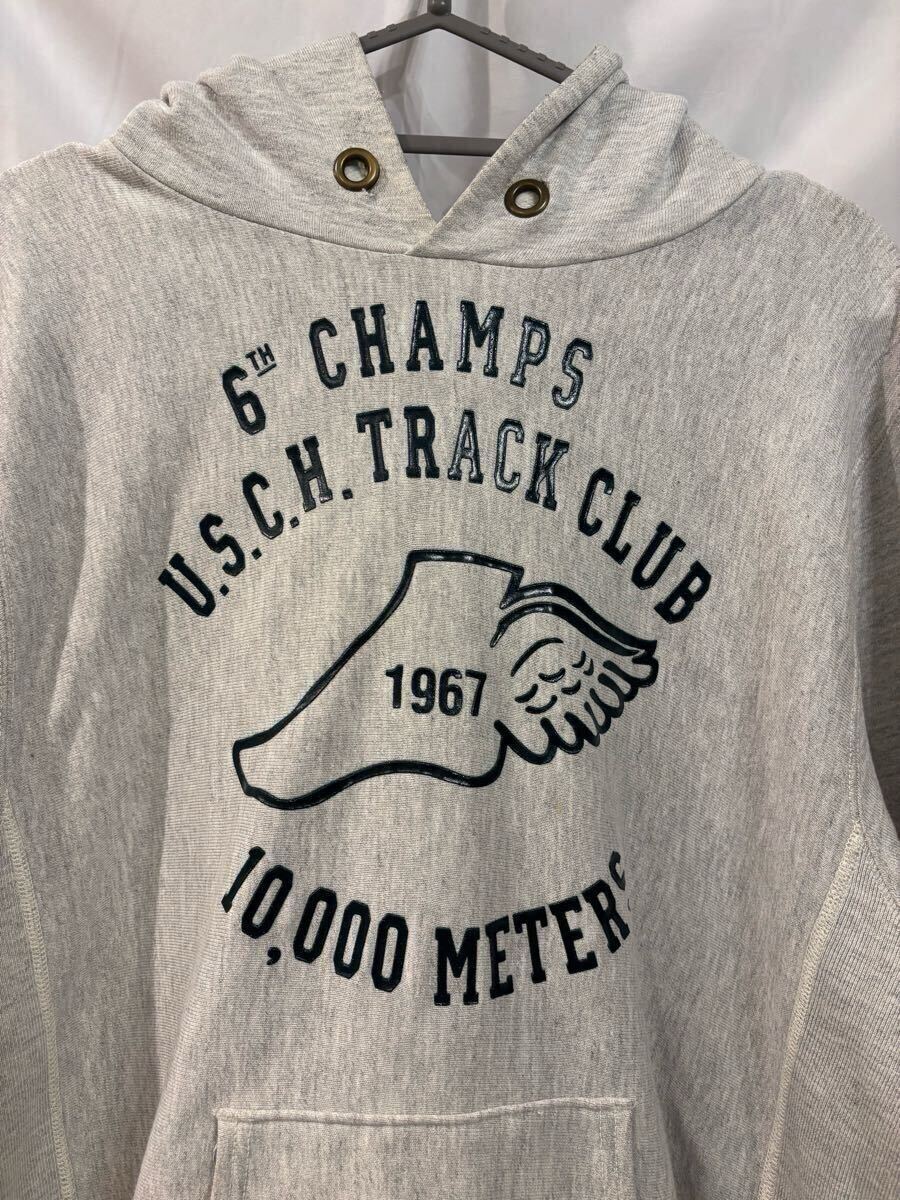 6TH CHAMPS
U.S.C.H. TRACK CLUB
1967
10,000 METERS